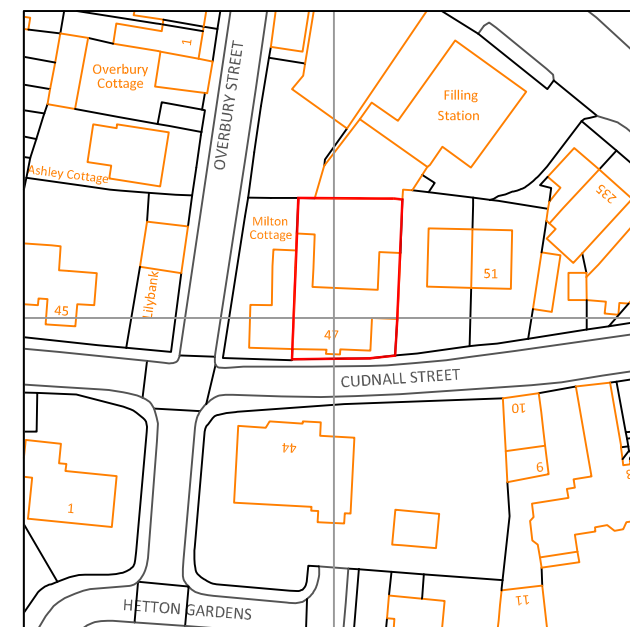 1
Overbury
Cottage
OVERBURY STREET
Filling
Station
Ashley Cottage
235
Milton
Cottage
51
Lilybank
45
47
CUDNALL STREET
10
44
9
1
11
HETTON GARDENS